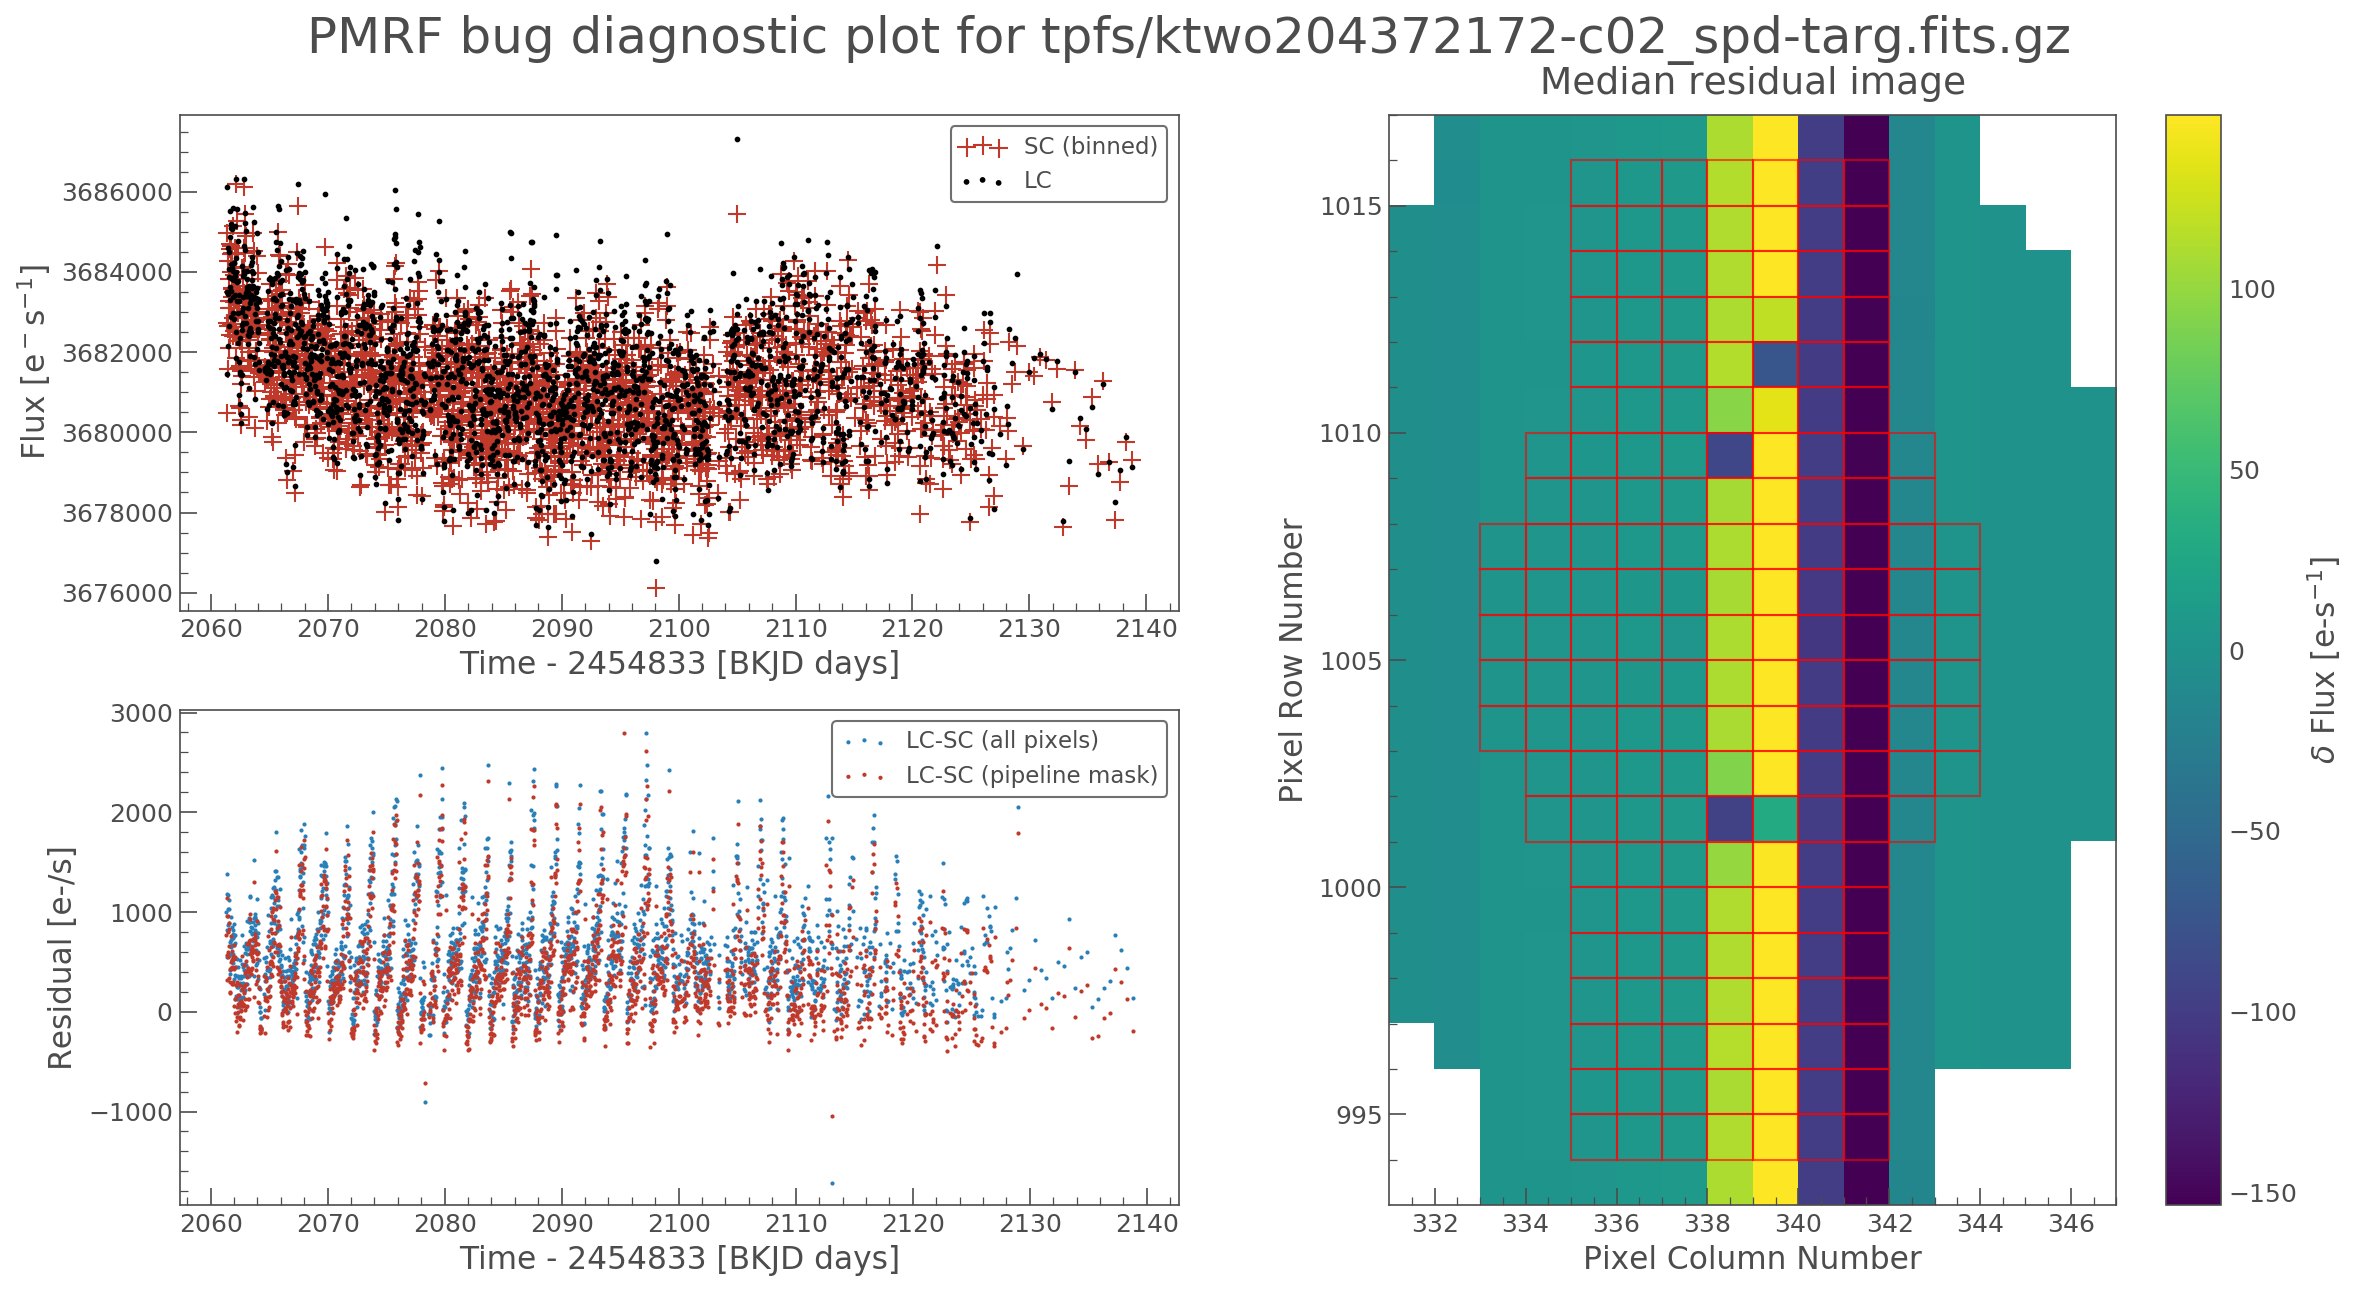 PMRF bug diagnostic plot for tpfs/ktwo204372172-c02_spd-targ.fits.gz
SC (binned)
LC
3686000
3684000
3682000
3680000
3678000
3676000
Flux [e⁻ s⁻¹]
2060 2070 2080 2090 2100 2110 2120 2130 2140
Time - 2454833 [BKJD days]
LC-SC (all pixels)
LC-SC (pipeline mask)
3000
2000
1000
0
−1000
Residual [e-/s]
2060 2070 2080 2090 2100 2110 2120 2130 2140
Time - 2454833 [BKJD days]
Median residual image
1015
1010
1005
1000
995
Pixel Row Number
332 334 336 338 340 342 344 346
Pixel Column Number
100
50
0
−50
−100
−150
δ Flux [e-s⁻¹]